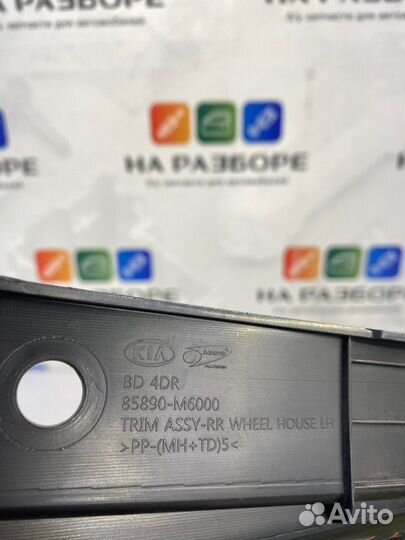 НА РАЗБОРЕ
Кia запчасти для автомобилей
НА РАЗБОРЕ
KIA
BD 4DR
85890-M6000
TRIM ASSY-RR WHEEL HOUSE LH
>PP-(MH+TD)5<
Avito